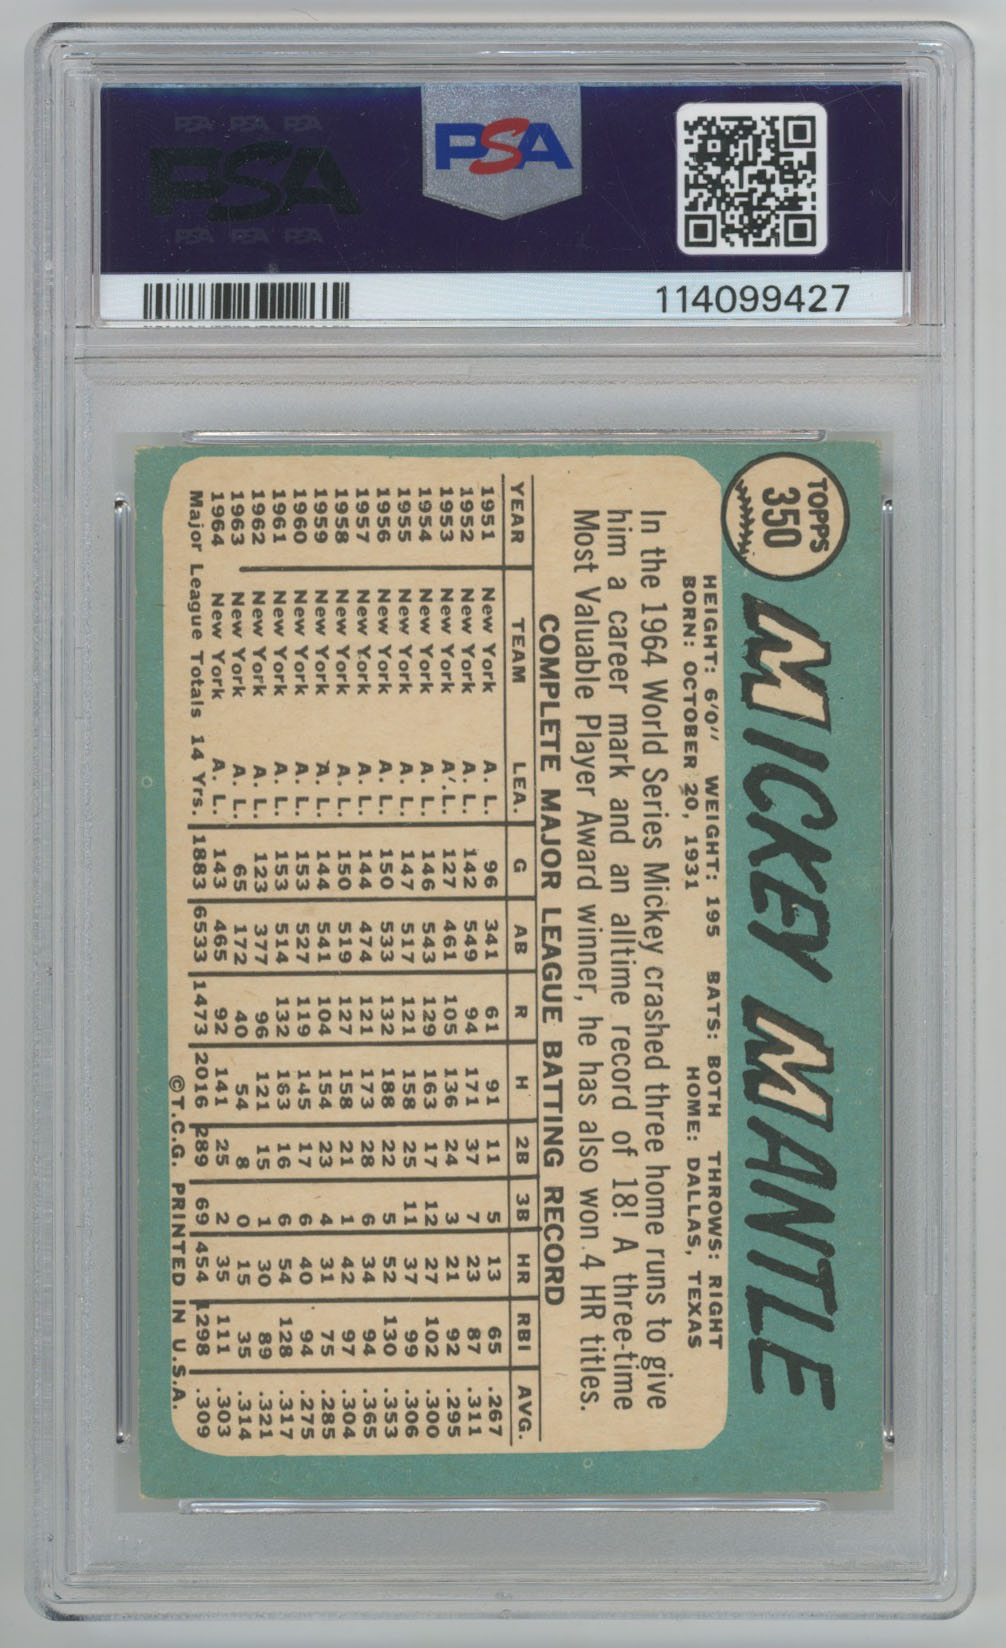 PSA PSA PSA
PSA
PSA PSA PSA
PSA
114099427
TOPPS
350
MICKEY MANTLE
HEIGHT: 6'0" WEIGHT: 195 BATS: BOTH THROWS: RIGHT
BORN: OCTOBER 20, 1931 HOME: DALLAS, TEXAS
In the 1964 World Series Mickey crashed three home runs to give
him a career mark and an alltime record of 18! A three-time
Most Valuable Player Award winner, he has also won 4 HR titles.
COMPLETE MAJOR LEAGUE BATTING RECORD
YEAR TEAM LEA. G AB R H 2B 3B HR RBI AVG.
1951 New York A. L. 96 341 61 91 11 5 13 65 .267
1952 New York A. L. 142 549 94 171 37 7 23 87 .311
1953 New York A. L. 127 461 105 136 24 3 21 92 .295
1954 New York A. L. 146 543 129 163 17 12 27 102 .300
1955 New York A. L. 147 517 121 158 25 11 37 99 .306
1956 New York A. L. 150 533 132 188 22 5 52 130 .353
1957 New York A. L. 144 474 121 173 28 6 34 94 .365
1958 New York A. L. 150 519 127 158 21 1 42 97 .304
1959 New York A. L. 144 541 104 154 23 4 31 75 .285
1960 New York A. L. 153 527 119 145 17 6 40 94 .275
1961 New York A. L. 153 514 132 163 16 6 54 128 .317
1962 New York A. L. 123 377 96 121 15 1 30 89 .321
1963 New York A. L. 65 172 40 54 8 0 15 35 .314
1964 New York A. L. 143 465 92 141 25 2 35 111 .303
Major League Totals 14 Yrs. 1883 6533 1473 2016 289 69 454 1298 .309
©T.C.G. PRINTED IN U.S.A.